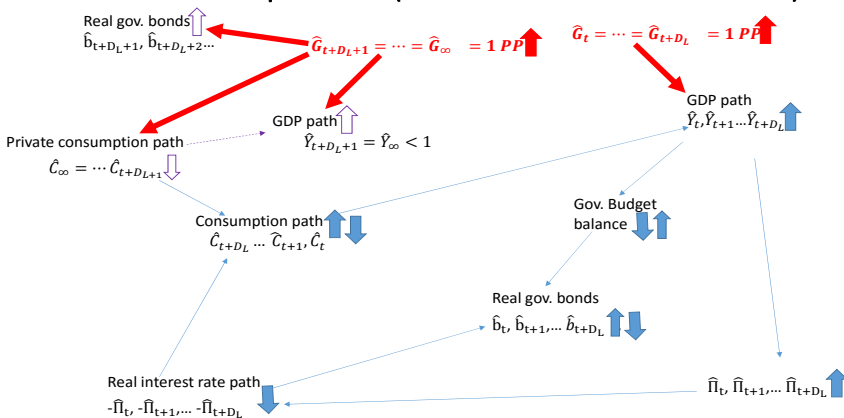 Real gov. bonds
b̂t+DL+1, b̂t+DL+2...
Ĝt+DL+1 = ⋯ = Ĝ∞ = 1 PP
Ĝt = ⋯ = Ĝt+DL = 1 PP
GDP path
Ŷt,Ŷt+1...Ŷt+DL
GDP path
Ŷt+DL+1 = Ŷ∞ < 1
Private consumption path
Ĉ∞ = ⋯ Ĉt+DL+1
Consumption path
Ĉt+DL ... Ĉt+1, Ĉt
Gov. Budget
balance
Real gov. bonds
b̂t, b̂t+1,... b̂t+DL
Real interest rate path
-Π̂t, -Π̂t+1,... -Π̂t+DL
Π̂t, Π̂t+1,... Π̂t+DL